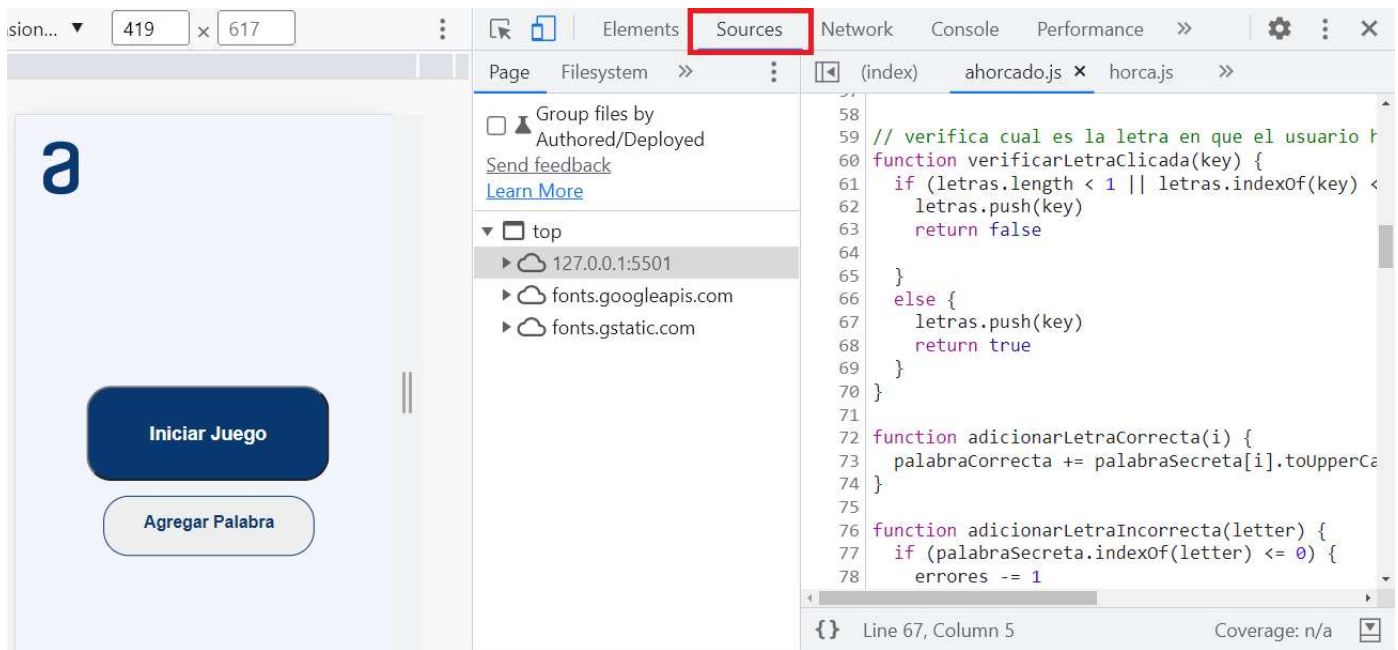 sion... ▼ 419 × 617
Elements Sources Network Console Performance »
Page Filesystem »
(index) ahorcado.js × horca.js »
a
Iniciar Juego
Agregar Palabra
Group files by
Authored/Deployed
Send feedback
Learn More
top
127.0.0.1:5501
fonts.googleapis.com
fonts.gstatic.com
57
58
59 // verifica cual es la letra en que el usuario h
60 function verificarLetraClicada(key) {
61 if (letras.length < 1 || letras.indexOf(key) <
62 letras.push(key)
63 return false
64
65 }
66 else {
67 letras.push(key)
68 return true
69 }
70 }
71
72 function adicionarLetraCorrecta(i) {
73 palabraCorrecta += palabraSecreta[i].toUpperCa
74 }
75
76 function adicionarLetraIncorrecta(letter) {
77 if (palabraSecreta.indexOf(letter) <= 0) {
78 errores -= 1
{} Line 67, Column 5 Coverage: n/a